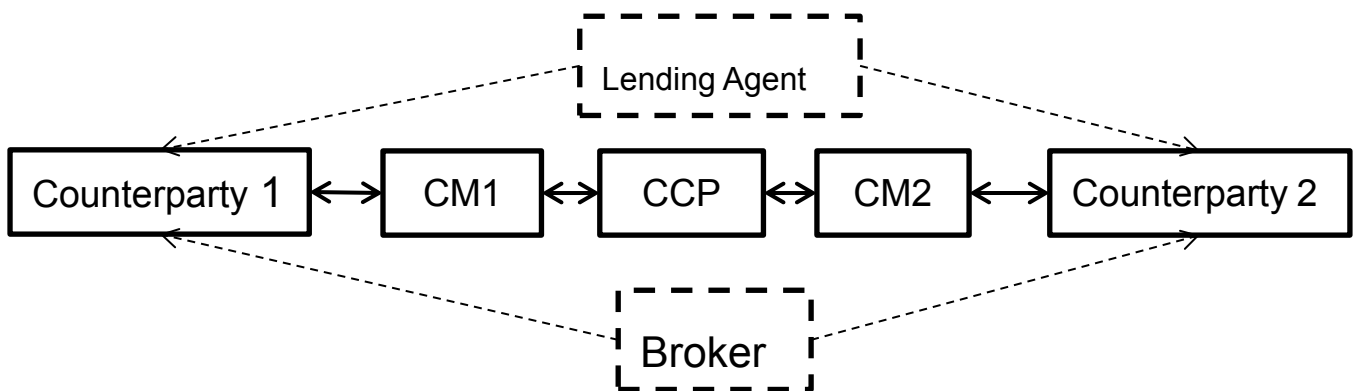 Lending Agent
Counterparty 1
CM1
CCP
CM2
Counterparty 2
Broker